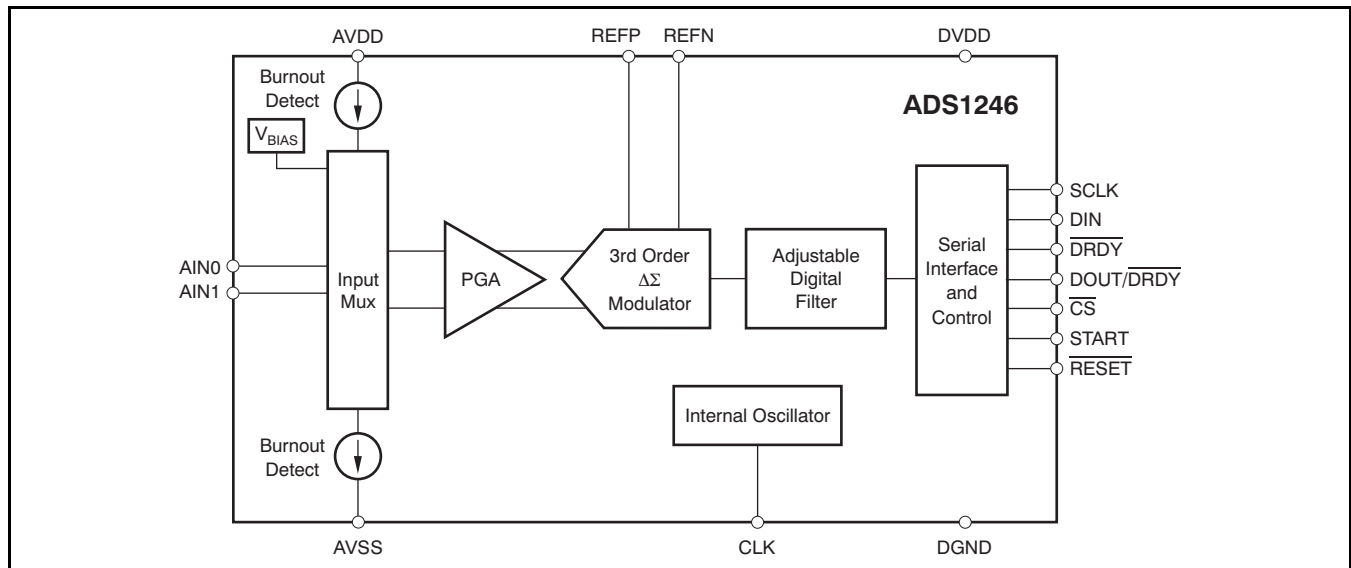 AVDD
REFP
REFN
DVDD
Burnout
Detect
ADS1246
VBIAS
SCLK
DIN
DRDY
DOUT/DRDY
CS
START
RESET
AIN0
AIN1
Input
Mux
PGA
3rd Order
ΔΣ
Modulator
Adjustable
Digital
Filter
Serial
Interface
and
Control
Internal Oscillator
Burnout
Detect
AVSS
CLK
DGND